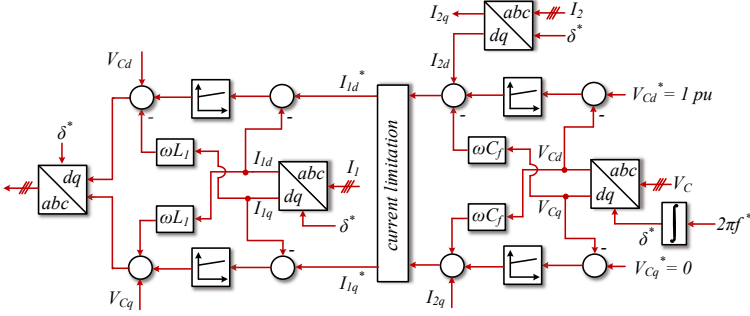 I2q
abc
I2
dq
δ*
I2d
VCd
I1d*
VCd* = 1 pu
-
-
-
-
δ*
ωL1
I1d
abc
I1
current limitation
ωCf
VCd
abc
VC
dq
abc
dq
dq
ωL1
I1q
δ*
ωCf
VCq
δ*
∫
2πf*
-
-
I1q*
VCq* = 0
VCq
I2q